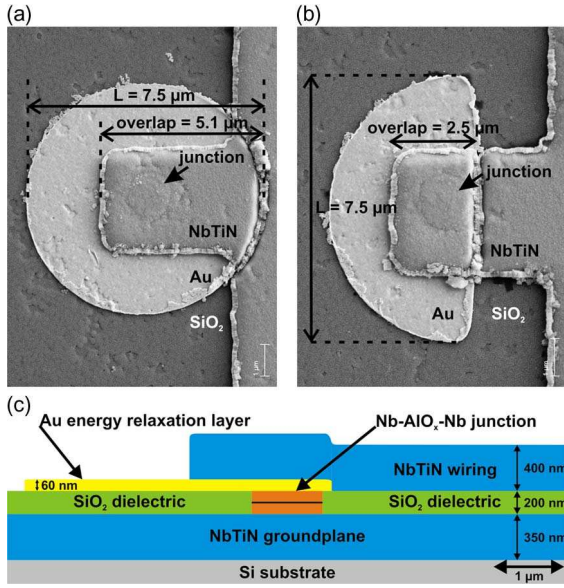 (a)
L = 7.5 µm
overlap = 5.1 µm
junction
NbTiN
Au
SiO₂
1 µm
(b)
overlap = 2.5 µm
junction
L = 7.5 µm
NbTiN
Au
SiO₂
1 µm
(c)
Au energy relaxation layer
Nb-AlOₓ-Nb junction
60 nm
NbTiN wiring
400 nm
SiO₂ dielectric
SiO₂ dielectric
200 nm
NbTiN groundplane
350 nm
Si substrate
1 µm